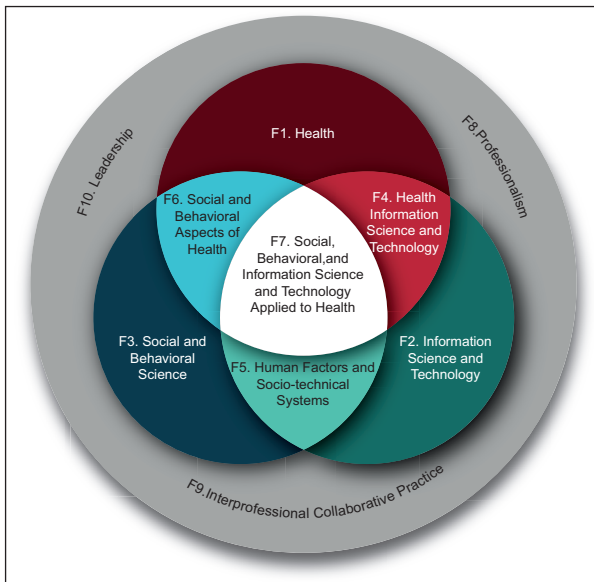 F1. Health
F10. Leadership
F8.Professionalism
F6. Social and
Behavioral
Aspects of
Health
F4. Health
Information
Science and
Technology
F7. Social,
Behavioral,and
Information Science
and Technology
Applied to Health
F3. Social and
Behavioral
Science
F2. Information
Science and
Technology
F5. Human Factors and
Socio-technical
Systems
F9.Interprofessional Collaborative Practice